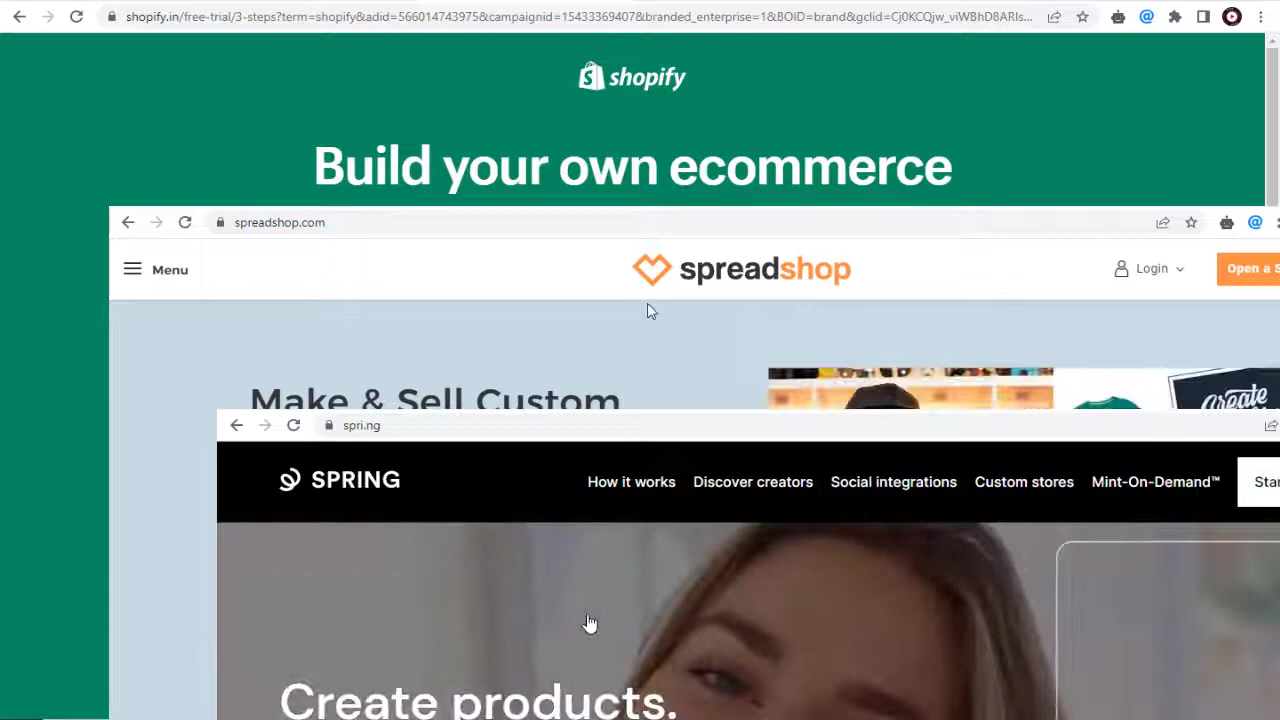 shopify.in/free-trial/3-steps?term=shopify&adid=566014743975&campaignid=15433369407&branded_enterprise=1&BOID=brand&gclid=Cj0KCQjw_viWBhD8ARIs...
shopify
Build your own ecommerce
spreadshop.com
Menu
spreadshop
Login
Open a S
Make & Sell Custom
Create
spri.ng
SPRING
How it works
Discover creators
Social integrations
Custom stores
Mint-On-Demand™
Star
Create products.